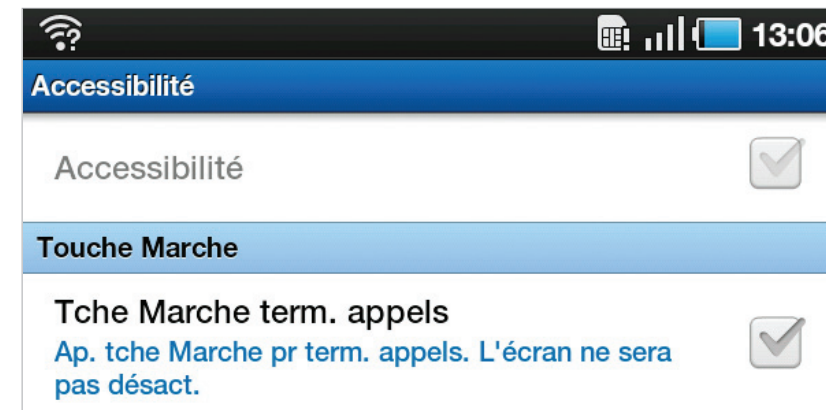 13:06
Accessibilité
Accessibilité
Touche Marche
Tche Marche term. appels
Ap. tche Marche pr term. appels. L'écran ne sera
pas désact.